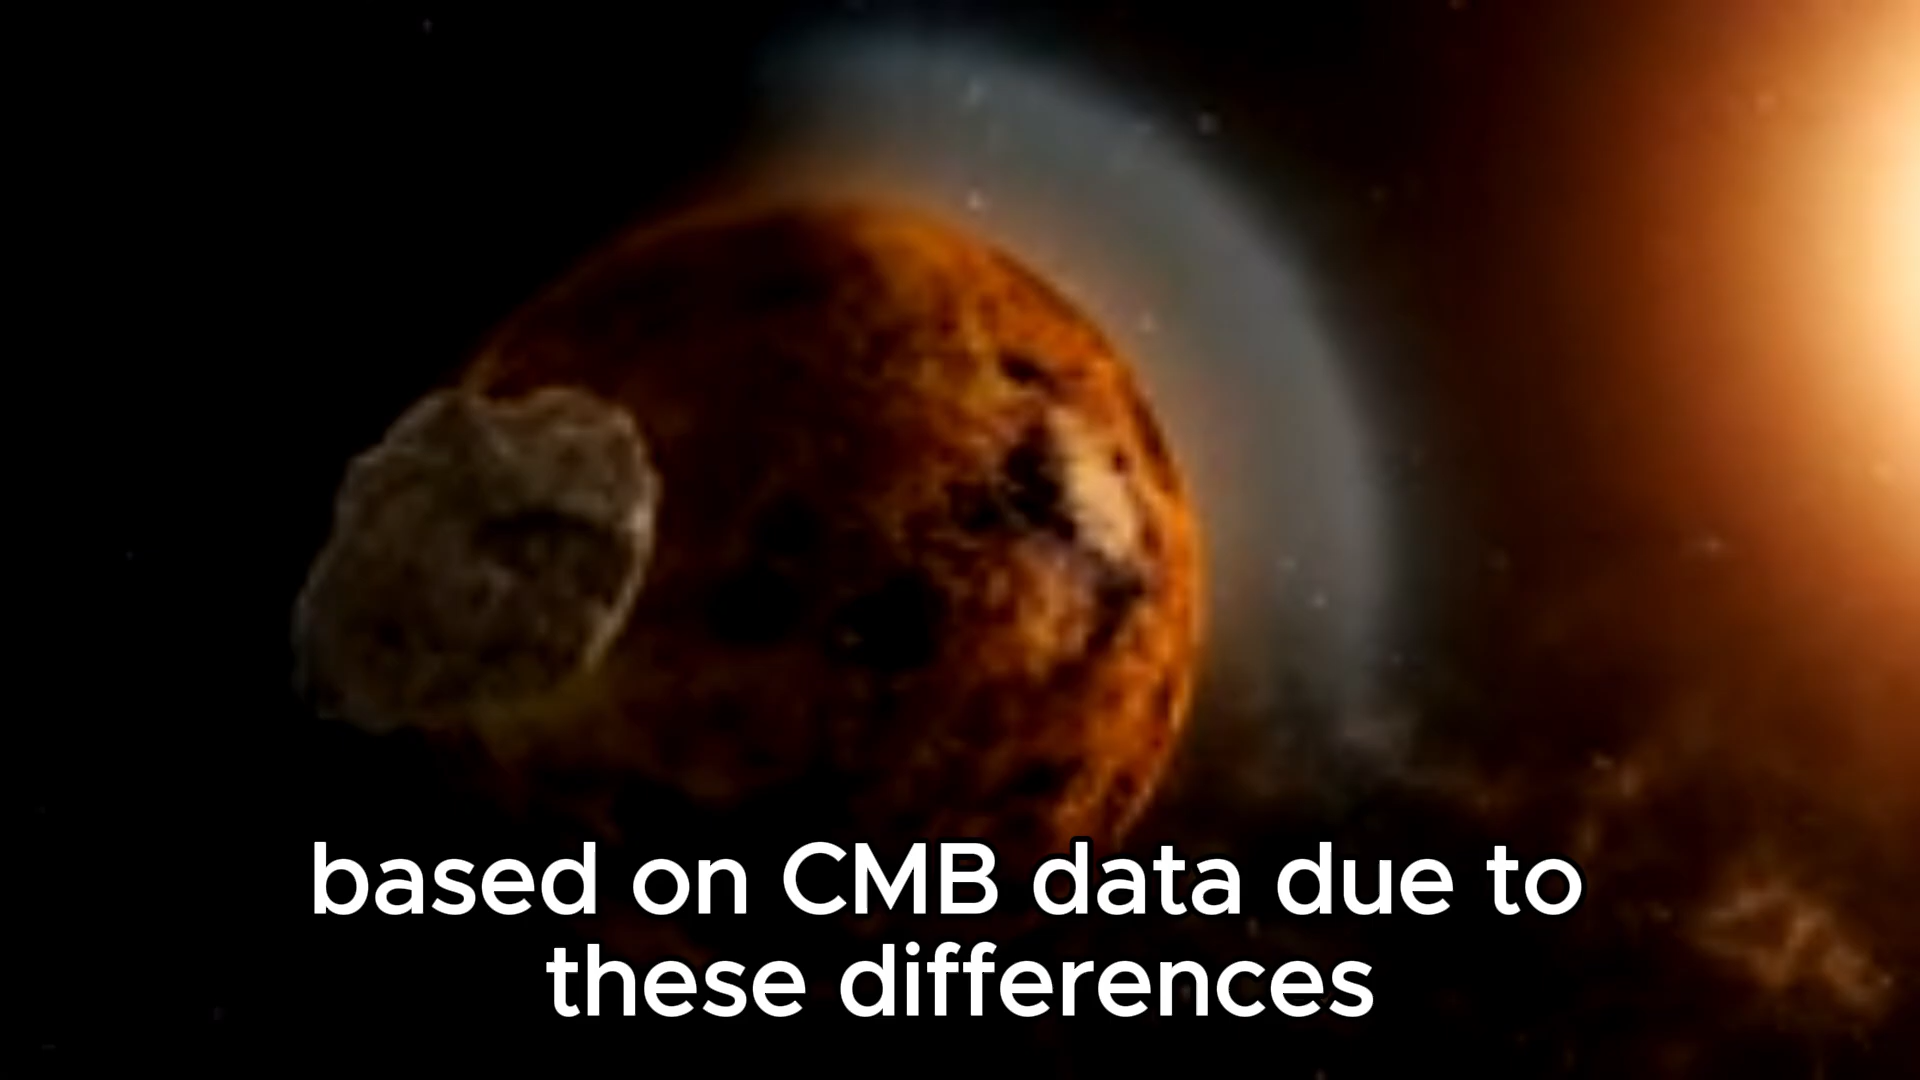 based on CMB data due to
these differences